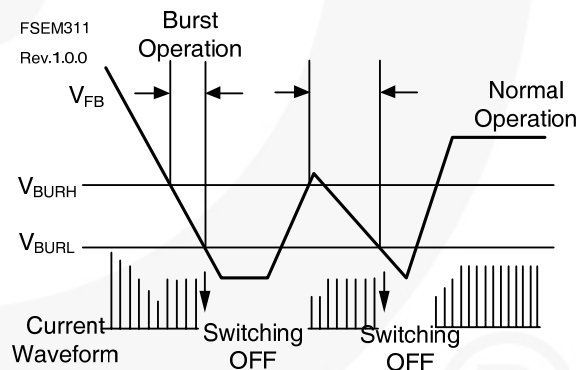 FSEM311
Rev.1.0.0
Burst
Operation
VFB
Normal
Operation
VBURH
VBURL
Current
Waveform
Switching
OFF
Switching
OFF